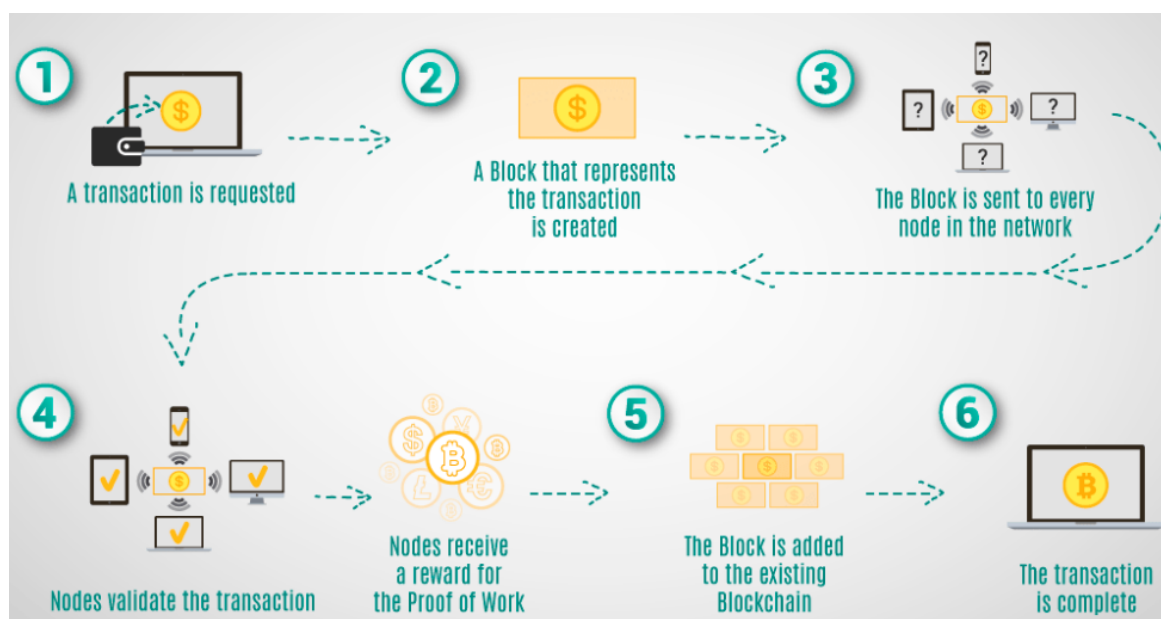 1
A transaction is requested
2
A Block that represents
the transaction
is created
3
The Block is sent to every
node in the network
4
Nodes validate the transaction
Nodes receive
a reward for
the Proof of Work
5
The Block is added
to the existing
Blockchain
6
The transaction
is complete